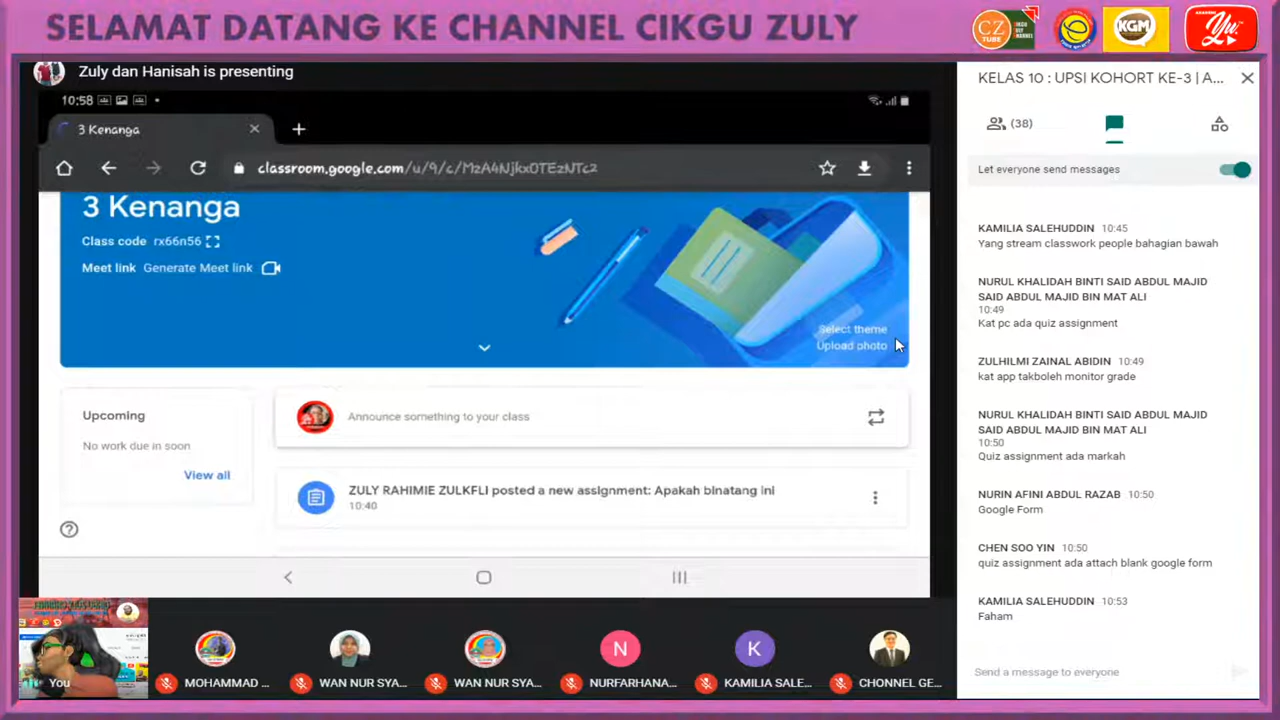 SELAMAT DATANG KE CHANNEL CIKGU ZULY
CZ
TUBE
KGM
Yu
Zuly dan Hanisah is presenting
10:58
3 Kenanga
classroom.google.com/u/9/c/MzA4NjkxOTEzNTc2
3 Kenanga
Class code rx66n56
Meet link Generate Meet link
Select theme
Upload photo
Upcoming
No work due in soon
View all
Announce something to your class
ZULY RAHIMIE ZULKFLI posted a new assignment: Apakah binatang ini
10:40
You
MOHAMMAD ...
WAN NUR SYA...
WAN NUR SYA...
N
NURFARHANA...
K
KAMILIA SALE...
CHONNEL GE...
KELAS 10 : UPSI KOHORT KE-3 | A...
(38)
Let everyone send messages
KAMILIA SALEHUDDIN 10:45
Yang stream classwork people bahagian bawah
NURUL KHALIDAH BINTI SAID ABDUL MAJID
SAID ABDUL MAJID BIN MAT ALI
10:49
Kat pc ada quiz assignment
ZULHILMI ZAINAL ABIDIN 10:49
kat app takboleh monitor grade
NURUL KHALIDAH BINTI SAID ABDUL MAJID
SAID ABDUL MAJID BIN MAT ALI
10:50
Quiz assignment ada markah
NURIN AFINI ABDUL RAZAB 10:50
Google Form
CHEN SOO YIN 10:50
quiz assignment ada attach blank google form
KAMILIA SALEHUDDIN 10:53
Faham
Send a message to everyone